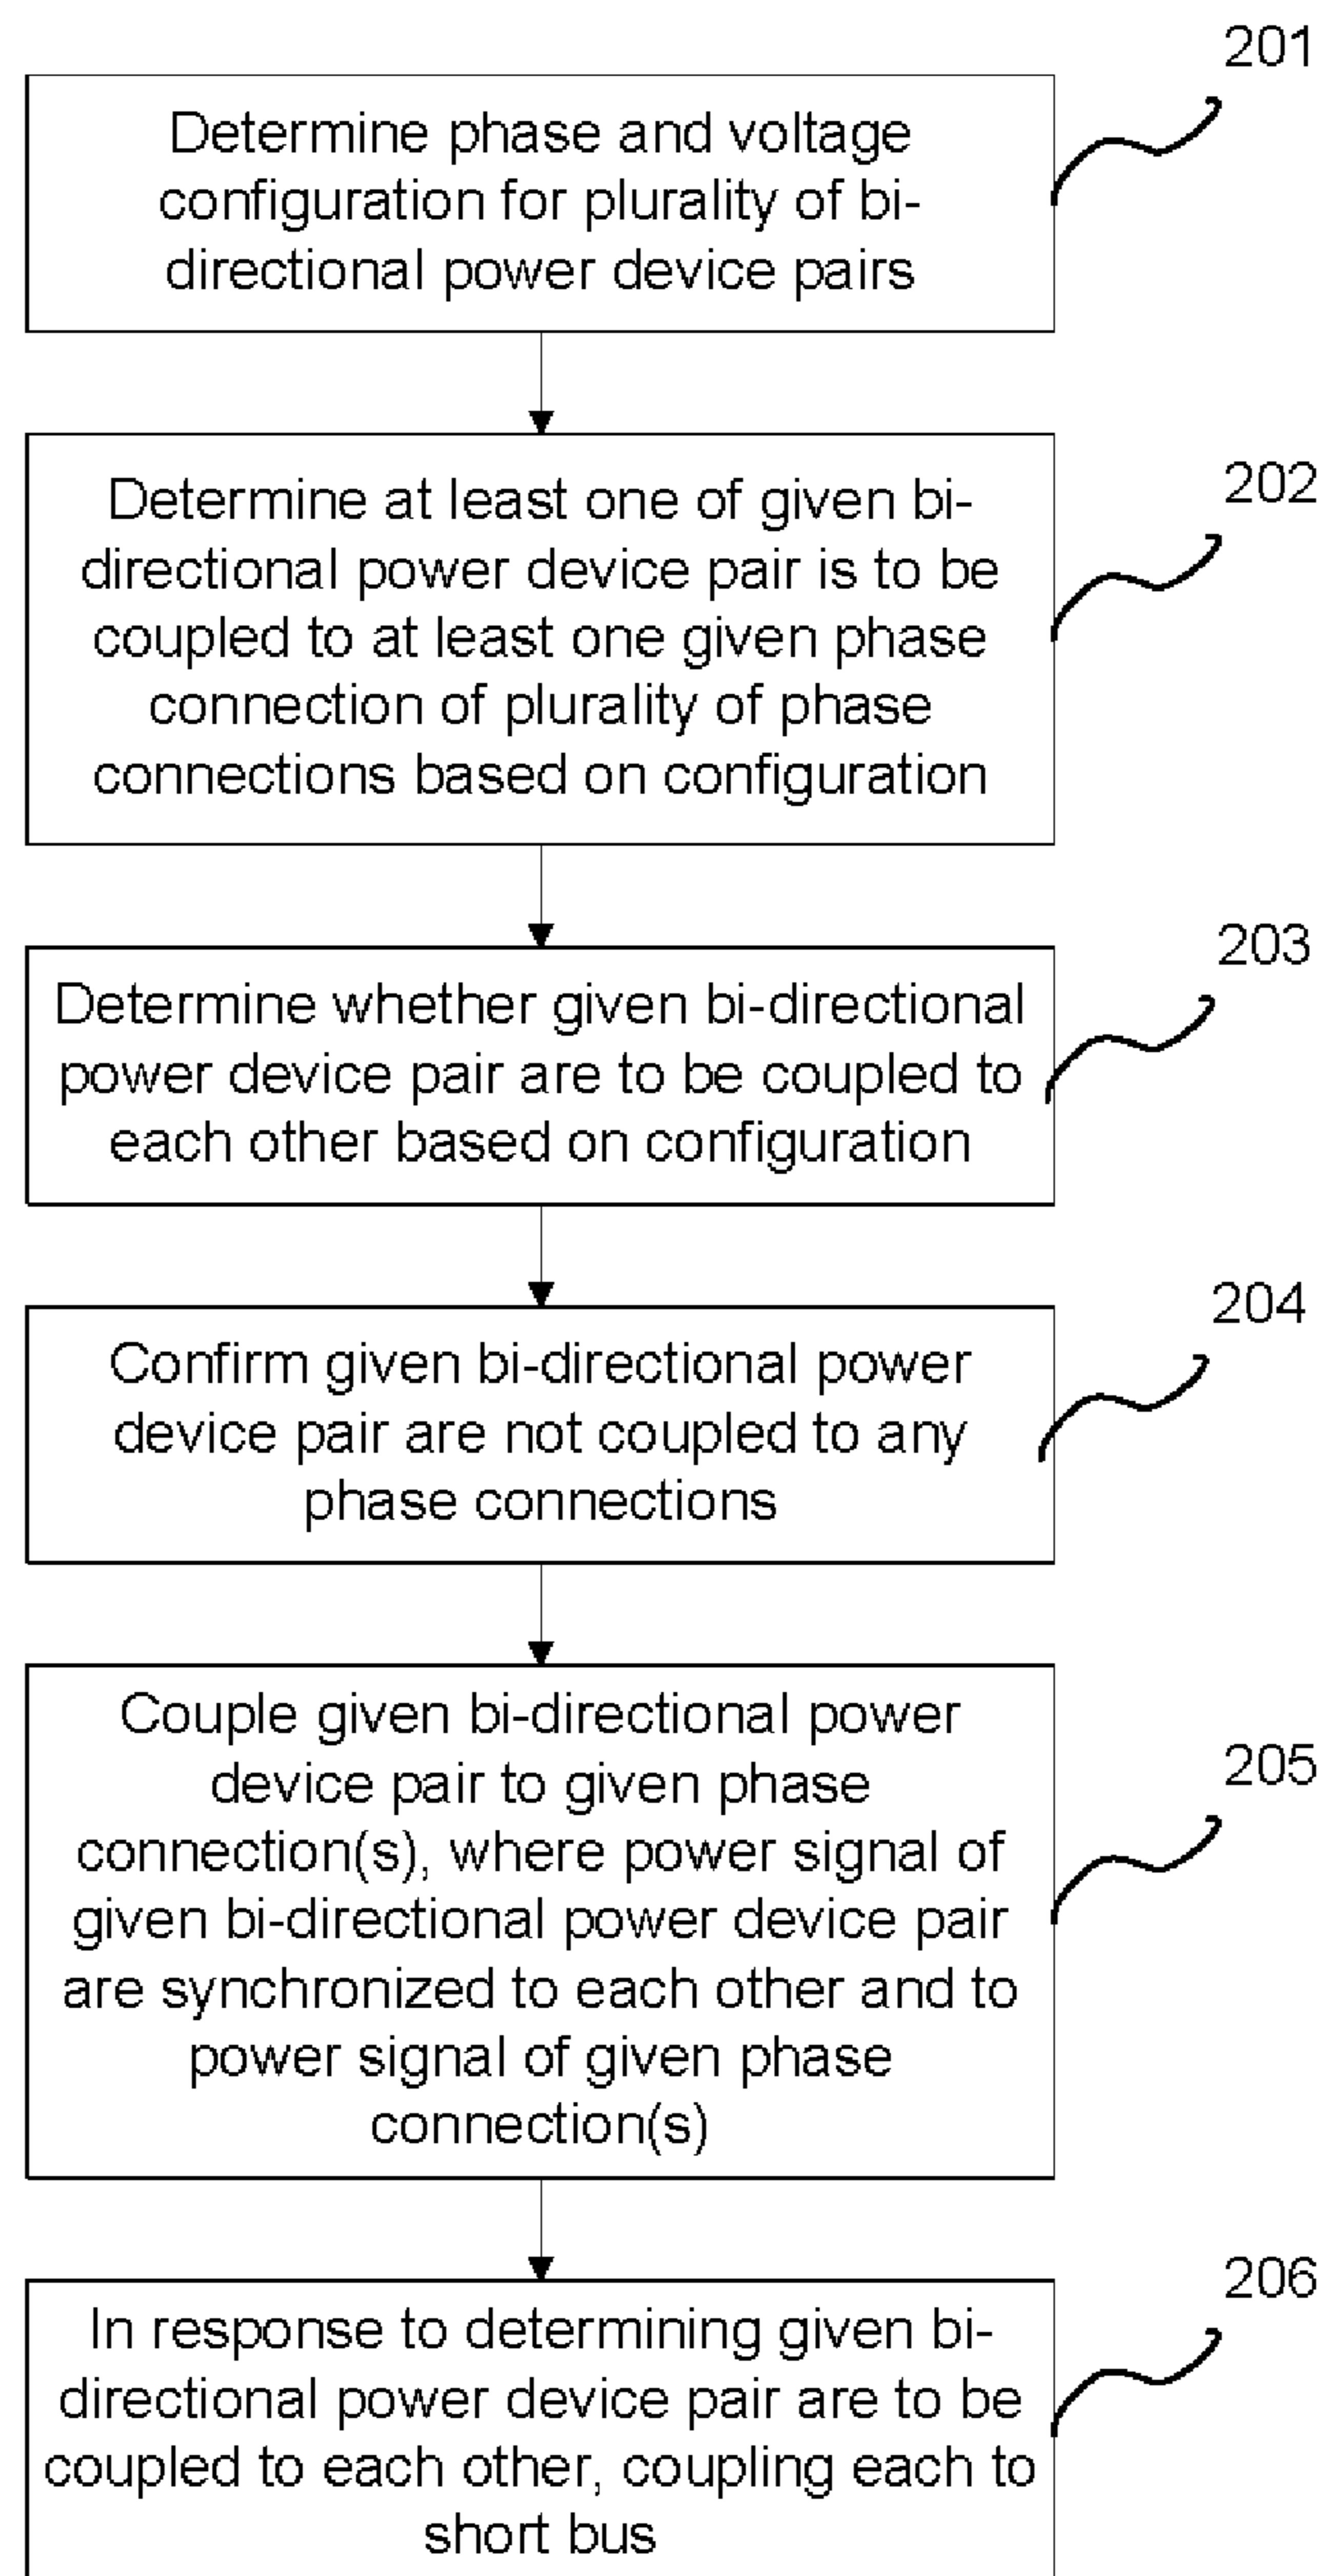 201
Determine phase and voltage
configuration for plurality of bi-
directional power device pairs
202
Determine at least one of given bi-
directional power device pair is to be
coupled to at least one given phase
connection of plurality of phase
connections based on configuration
203
Determine whether given bi-directional
power device pair are to be coupled to
each other based on configuration
204
Confirm given bi-directional power
device pair are not coupled to any
phase connections
205
Couple given bi-directional power
device pair to given phase
connection(s), where power signal of
given bi-directional power device pair
are synchronized to each other and to
power signal of given phase
connection(s)
206
In response to determining given bi-
directional power device pair are to be
coupled to each other, coupling each to
short bus